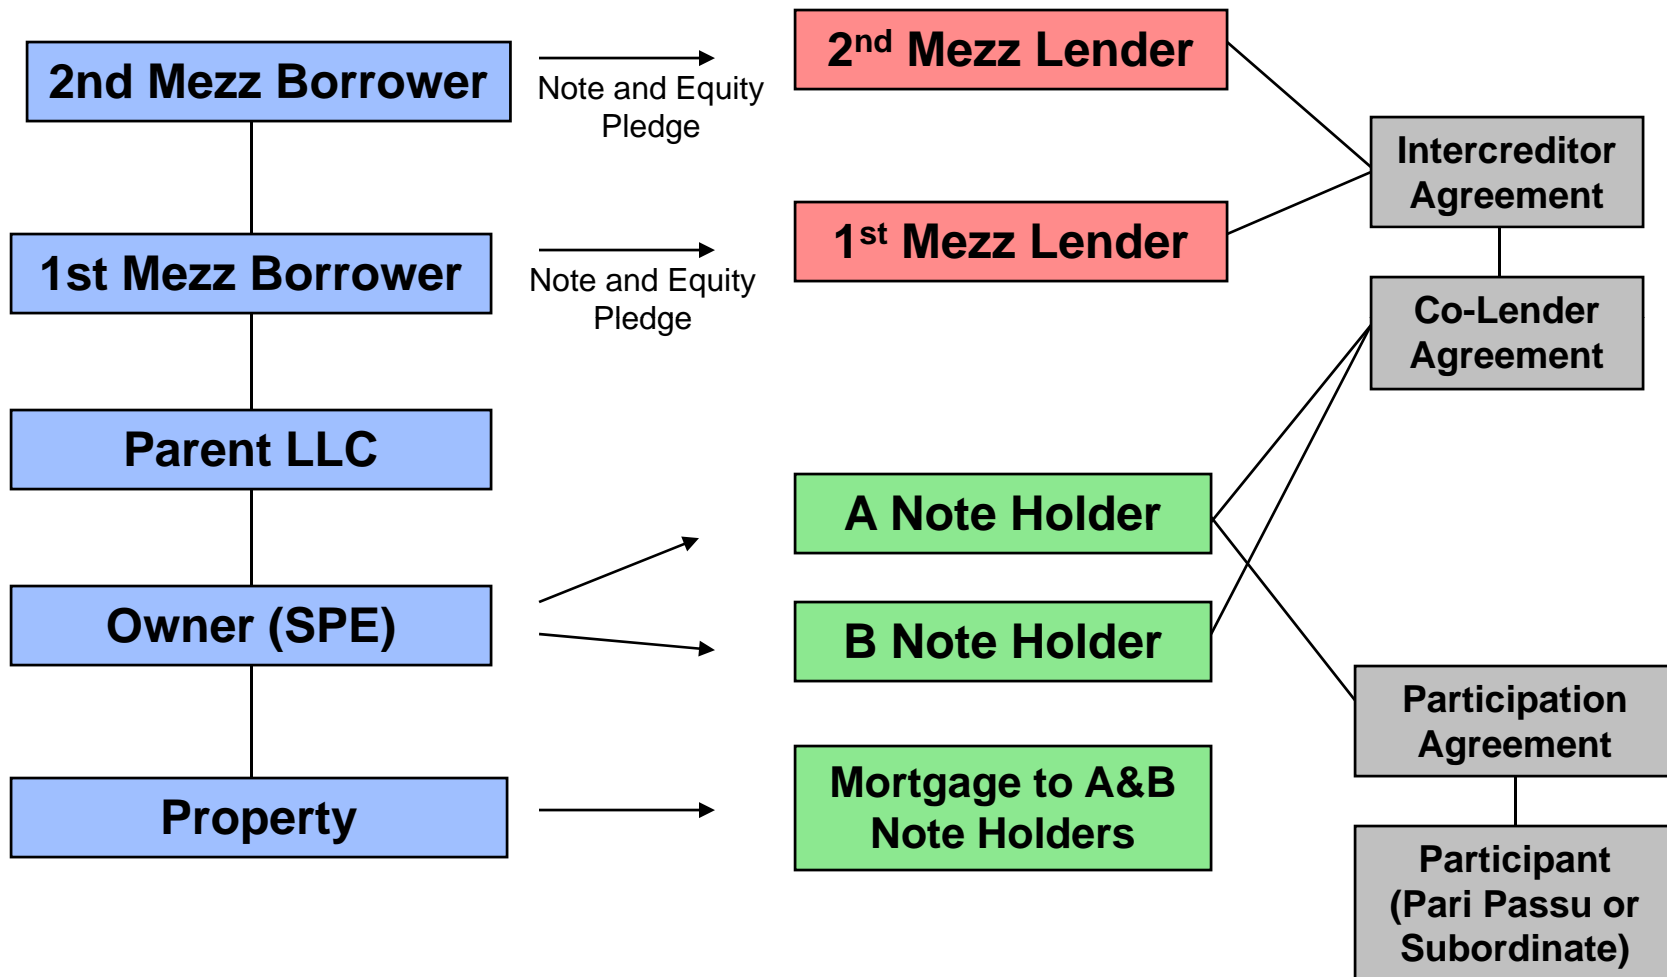 2nd Mezz Borrower
Note and Equity
Pledge
2nd Mezz Lender
Intercreditor
Agreement
1st Mezz Borrower
Note and Equity
Pledge
1st Mezz Lender
Co-Lender
Agreement
Parent LLC
A Note Holder
Owner (SPE)
B Note Holder
Participation
Agreement
Property
Mortgage to A&B
Note Holders
Participant
(Pari Passu or
Subordinate)